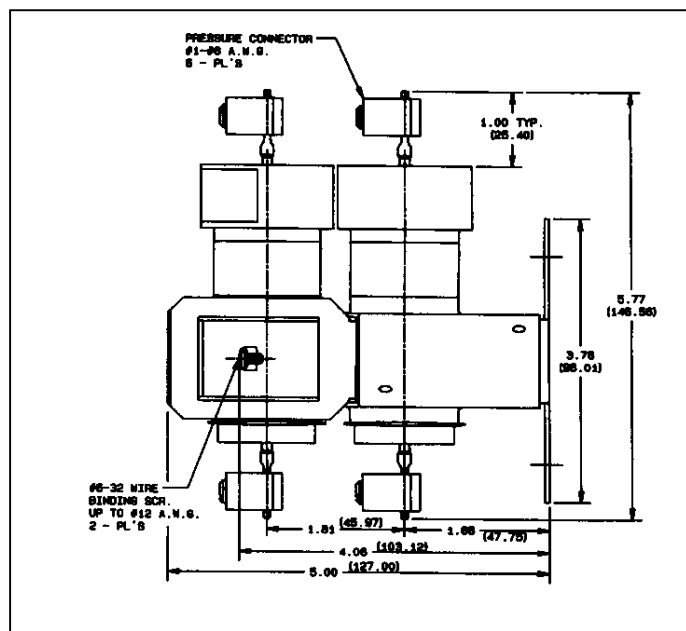 PRESSURE CONNECTOR
#1-#6 A.W.G.
6 - PL'S
1.00 TYP.
(25.40)
5.77
(146.56)
3.78
(96.01)
#6-32 WIRE
BINDING SCR.
UP TO #12 A.W.G.
2 - PL'S
1.81 (45.97)
1.88 (47.75)
4.06 (103.12)
5.00 (127.00)